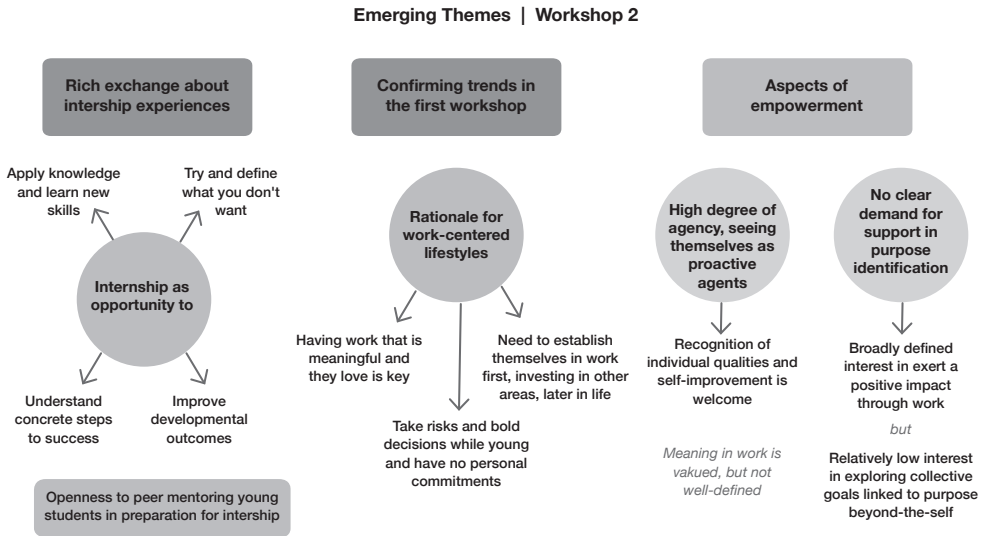 Emerging Themes | Workshop 2
Rich exchange about
intership experiences
Apply knowledge
and learn new
skills
Try and define
what you don't
want
Internship as
opportunity to
Understand
concrete steps
to success
Improve
developmental
outcomes
Openness to peer mentoring young
students in preparation for intership
Confirming trends in
the first workshop
Rationale for
work-centered
lifestyles
Having work that is
meaningful and
they love is key
Need to establish
themselves in work
first, investing in other
areas, later in life
Take risks and bold
decisions while young
and have no personal
commitments
Aspects of
empowerment
High degree of
agency, seeing
themselves as
proactive
agents
Recognition of
individual qualities and
self-improvement is
welcome
Meaning in work is
vakued, but not
well-defined
No clear
demand for
support in
purpose
identification
Broadly defined
interest in exert a
positive impact
through work
but
Relatively low interest
in exploring collective
goals linked to purpose
beyond-the-self